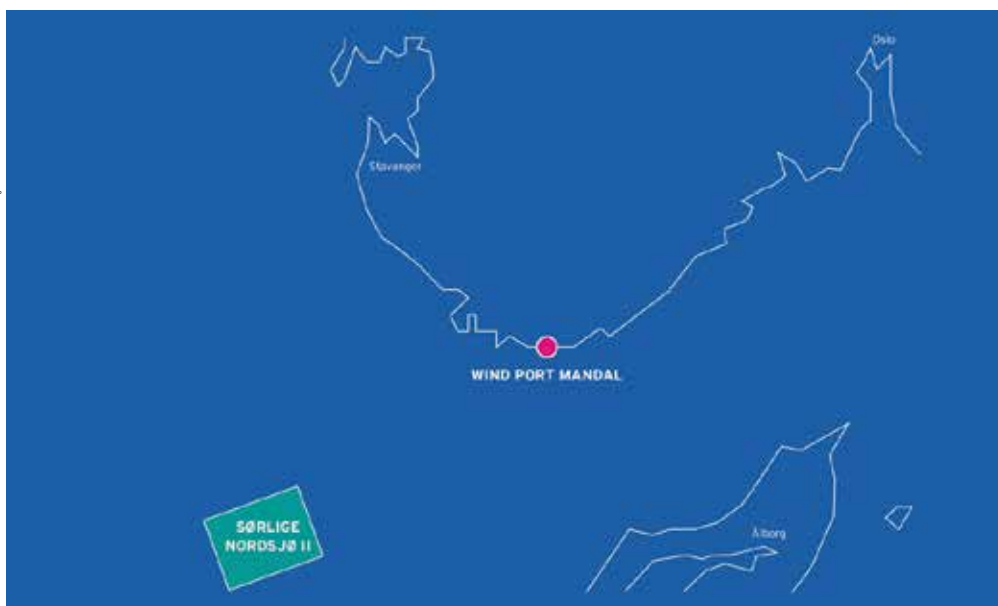 Oslo
Stavanger
WIND PORT MANDAL
SØRLIGE
NORDSJØ II
Ålborg